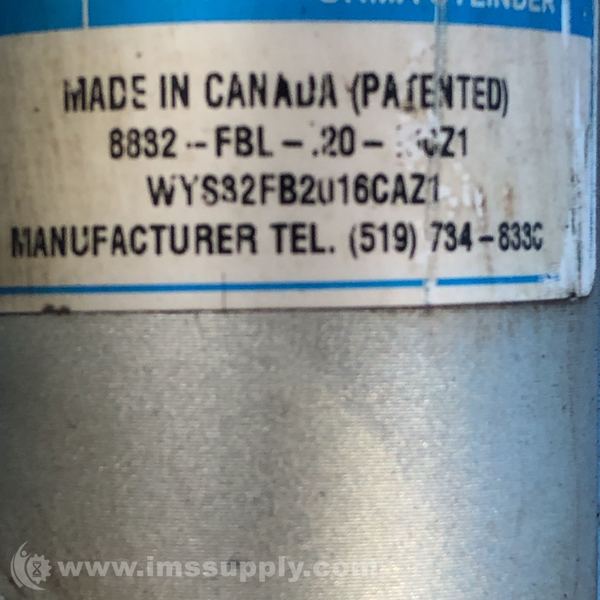 MADE IN CANADA (PATENTED)
8832-FBL-.20-
WYS32FB2016CAZ1
MANUFACTURER TEL. (519) 734-
www.imssupply.com